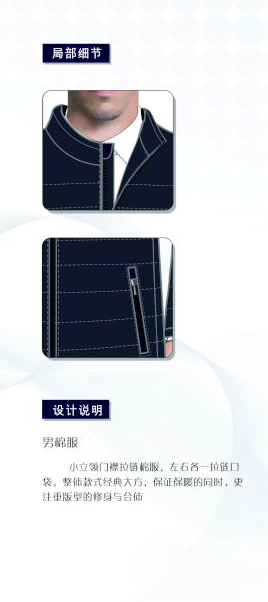 局部细节
设计说明
男棉服
小立领门襟拉链棉服，左右各一拉链口
袋，整体款式经典大方，保证保暖的同时，更
注重版型的修身与合体